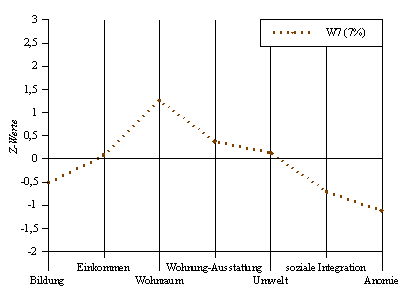 3
2,5
2
1,5
1
0,5
0
-0,5
-1
-1,5
-2
Z-Werte
W7 (7%)
Einkommen
Wohnung-Ausstattung
soziale Integration
Bildung
Wohnraum
Umwelt
Anomie